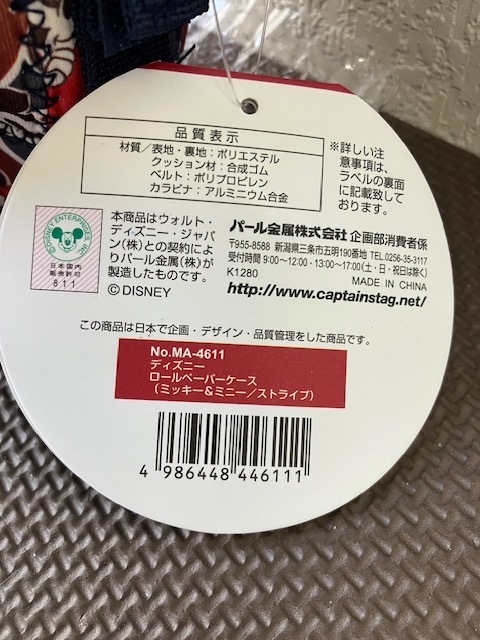 品質表示
材質／表地・裏地：ポリエステル
クッション材：合成ゴム
ベルト：ポリプロピレン
カラビナ：アルミニウム合金
※詳しい注
意事項は、
ラベルの裏面
に記載して
おります。
©DISNEY ENTERPRISES, INC.
日本国内
販売許可
811
本商品はウォルト・
ディズニー・ジャパ
ン(株)との契約によ
りパール金属(株)が
製造したものです。
©DISNEY
パール金属株式会社 企画部消費者係
〒955-8588 新潟県三条市五明190番地 TEL.0256-35-3117
受付時間 9:00～12:00・13:00～17:00(土・日・祝日は除く)
K1280 MADE IN CHINA
http://www.captainstag.net/
この商品は日本で企画・デザイン・品質管理をした商品です。
No.MA-4611
ディズニー
ロールペーパーケース
（ミッキー＆ミニー／ストライプ）
4 986448 446111